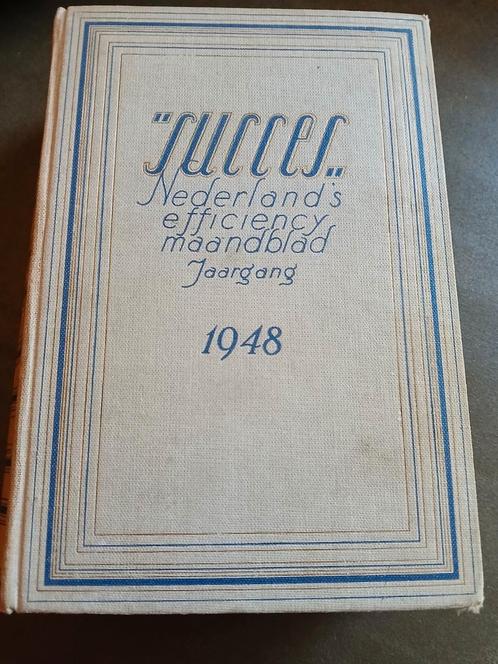 "succes„
Nederland's
efficiency
maandblad
Jaargang
1948